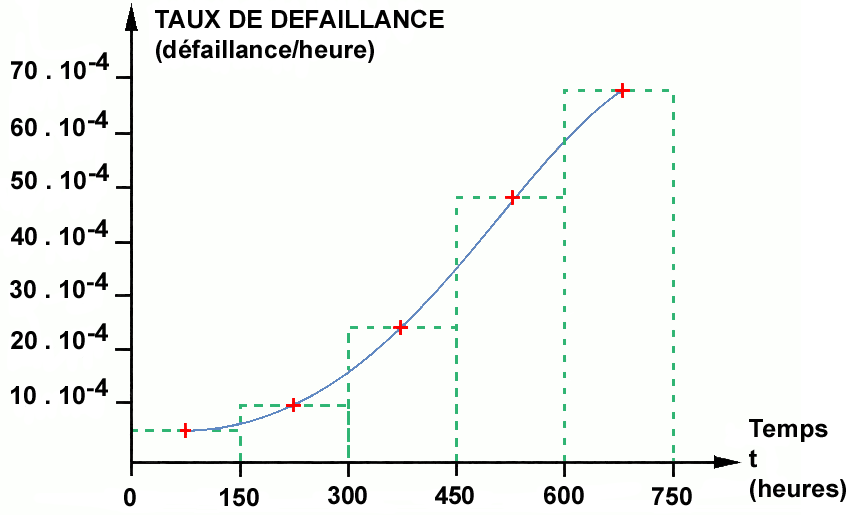 TAUX DE DEFAILLANCE
(défaillance/heure)
70 . 10⁻⁴
60 . 10⁻⁴
50 . 10⁻⁴
40 . 10⁻⁴
30 . 10⁻⁴
20 . 10⁻⁴
10 . 10⁻⁴
Temps
t
(heures)
0 150 300 450 600 750